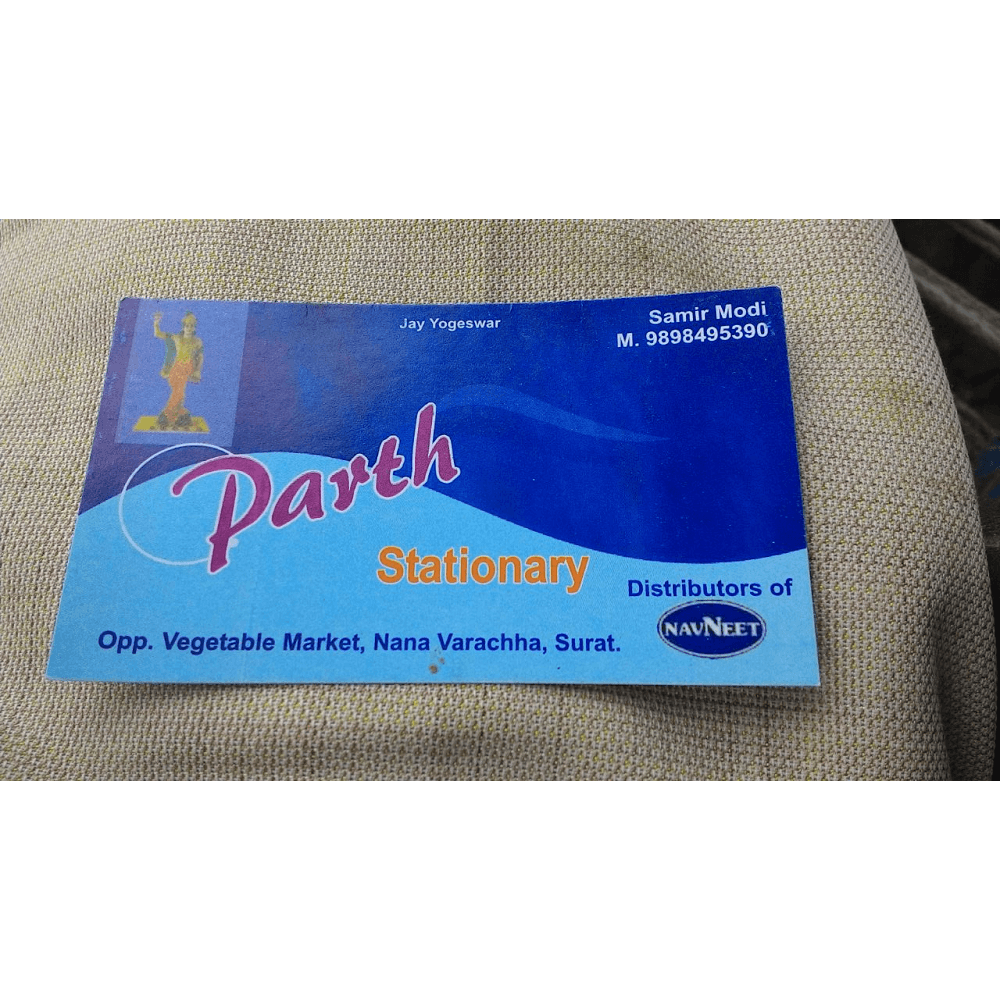 Jay Yogeswar
Samir Modi
M. 9898495390
Parth
Stationary
Distributors of
NAVNEET
Opp. Vegetable Market, Nana Varachha, Surat.